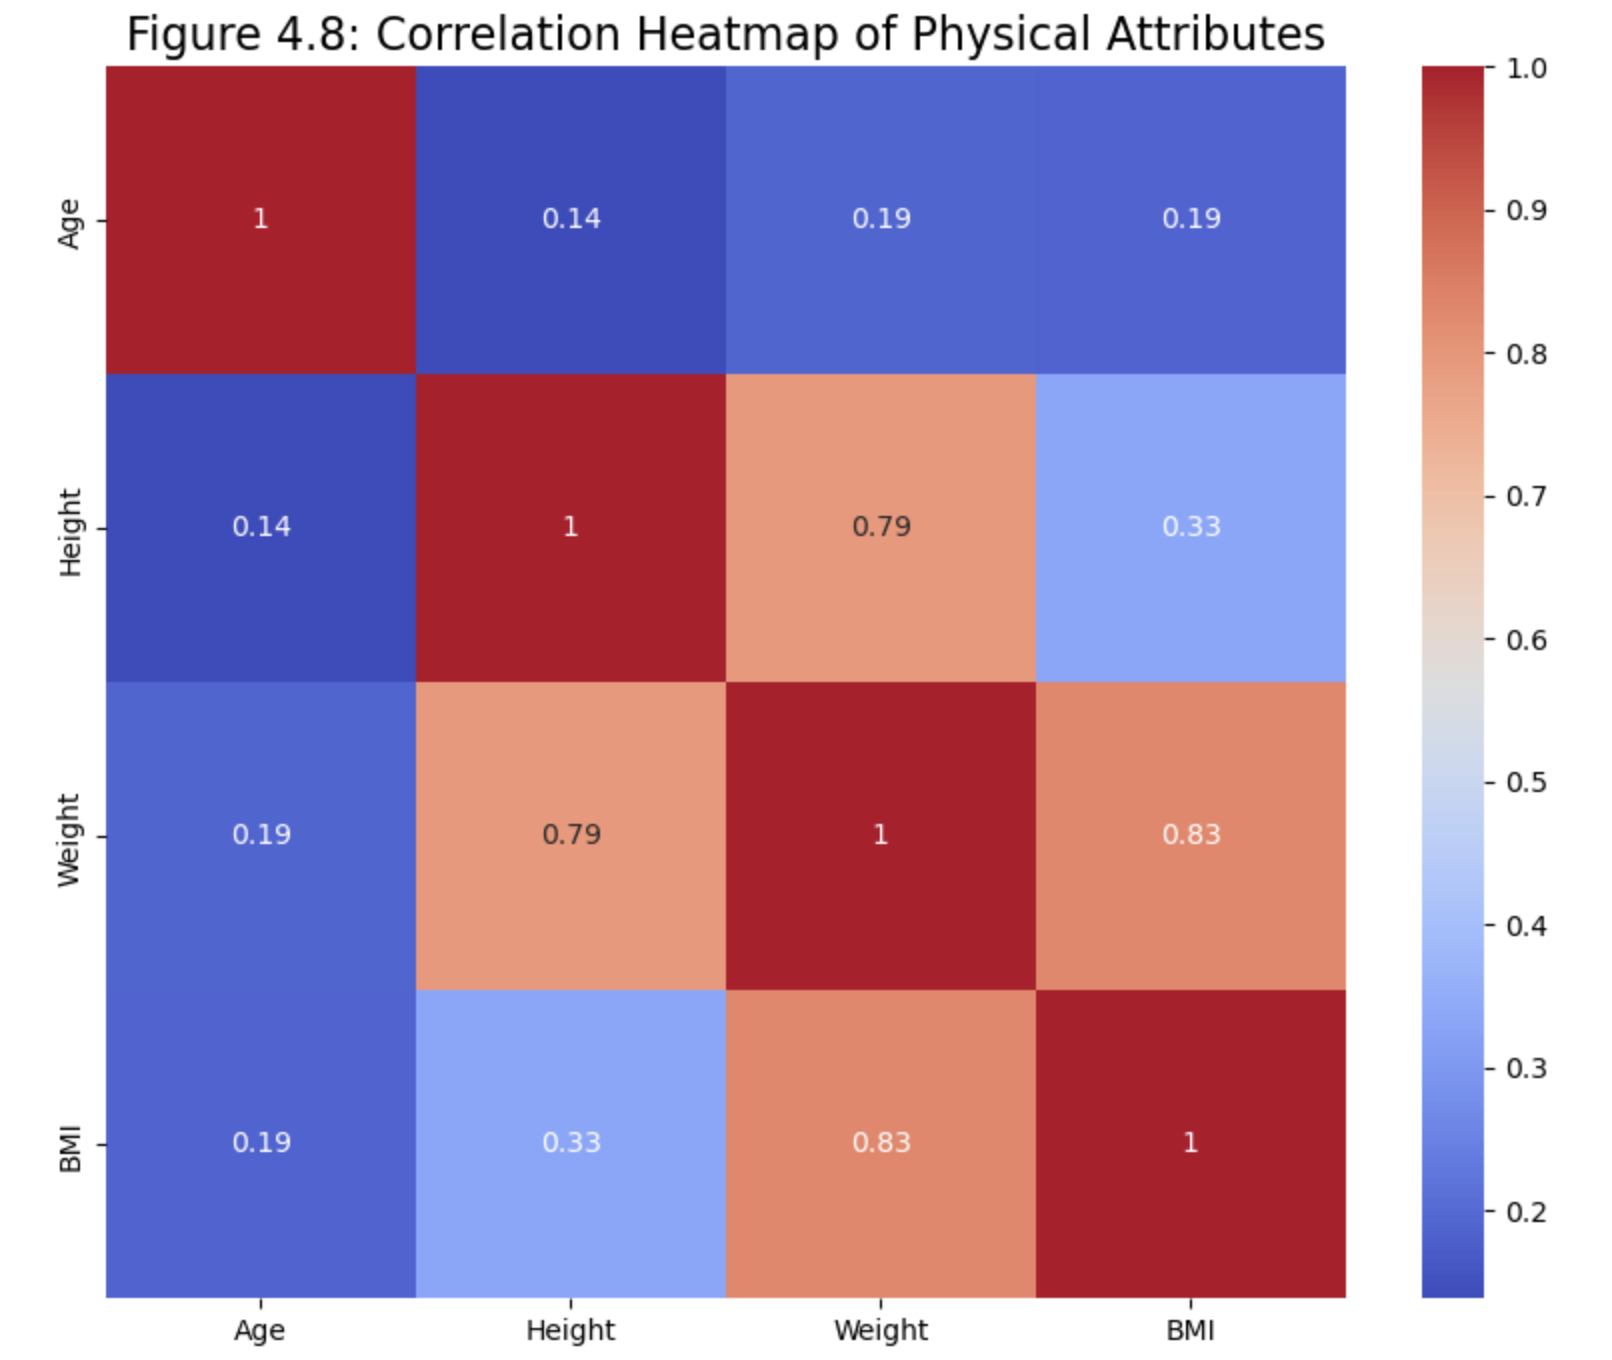 Figure 4.8: Correlation Heatmap of Physical Attributes
Age
1 0.14 0.19 0.19
Height
0.14 1 0.79 0.33
Weight
0.19 0.79 1 0.83
BMI
0.19 0.33 0.83 1
Age Height Weight BMI
1.0
0.9
0.8
0.7
0.6
0.5
0.4
0.3
0.2